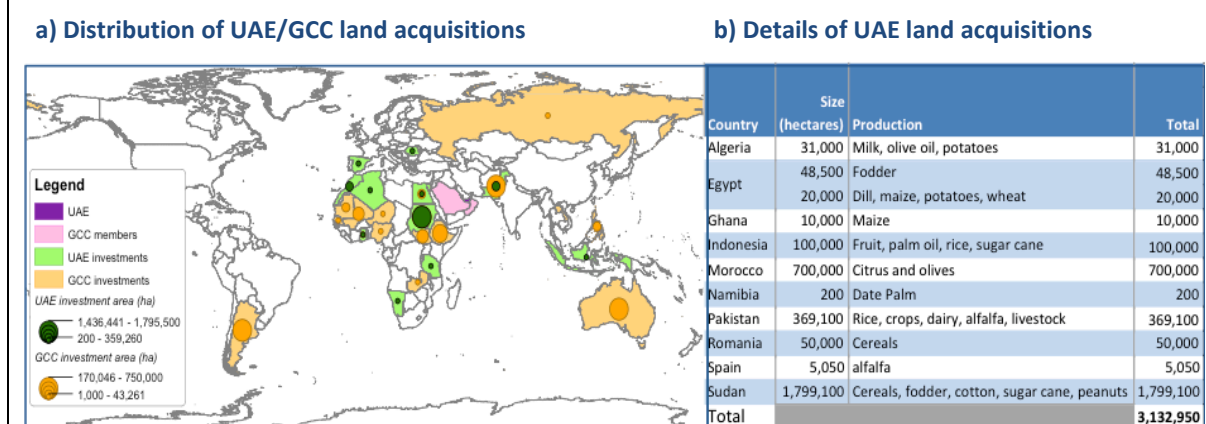 a) Distribution of UAE/GCC land acquisitions
b) Details of UAE land acquisitions
Legend
UAE
GCC members
UAE investments
GCC investments
UAE investment area (ha)
1,436,441 - 1,795,500
200 - 359,260
GCC investment area (ha)
170,046 - 750,000
1,000 - 43,261
Country Size (hectares) Production Total
Algeria 31,000 Milk, olive oil, potatoes 31,000
Egypt 48,500 Fodder 48,500
20,000 Dill, maize, potatoes, wheat 20,000
Ghana 10,000 Maize 10,000
Indonesia 100,000 Fruit, palm oil, rice, sugar cane 100,000
Morocco 700,000 Citrus and olives 700,000
Namibia 200 Date Palm 200
Pakistan 369,100 Rice, crops, dairy, alfalfa, livestock 369,100
Romania 50,000 Cereals 50,000
Spain 5,050 alfalfa 5,050
Sudan 1,799,100 Cereals, fodder, cotton, sugar cane, peanuts 1,799,100
Total 3,132,950